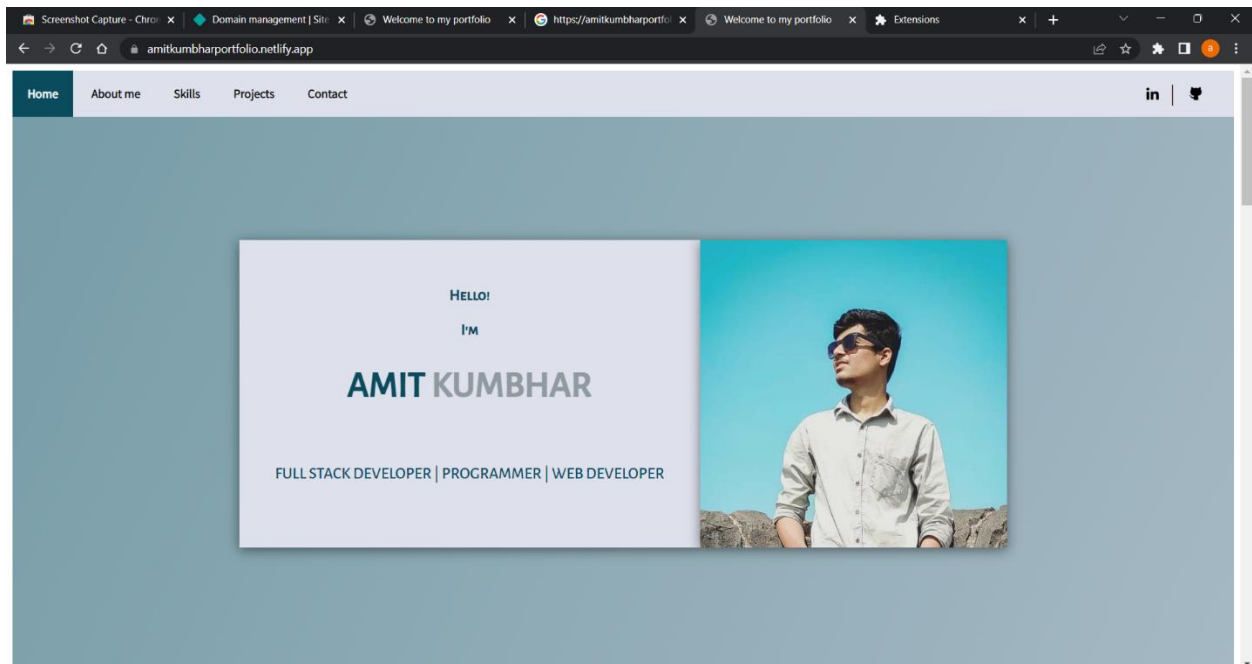 Screenshot Capture - Chron
Domain management | Site
Welcome to my portfolio
https://amitkumbharportfol
Welcome to my portfolio
Extensions
amitkumbharportfolio.netlify.app
a
Home
About me
Skills
Projects
Contact
in
HELLO!
I'M
AMIT KUMBHAR
FULL STACK DEVELOPER | PROGRAMMER | WEB DEVELOPER